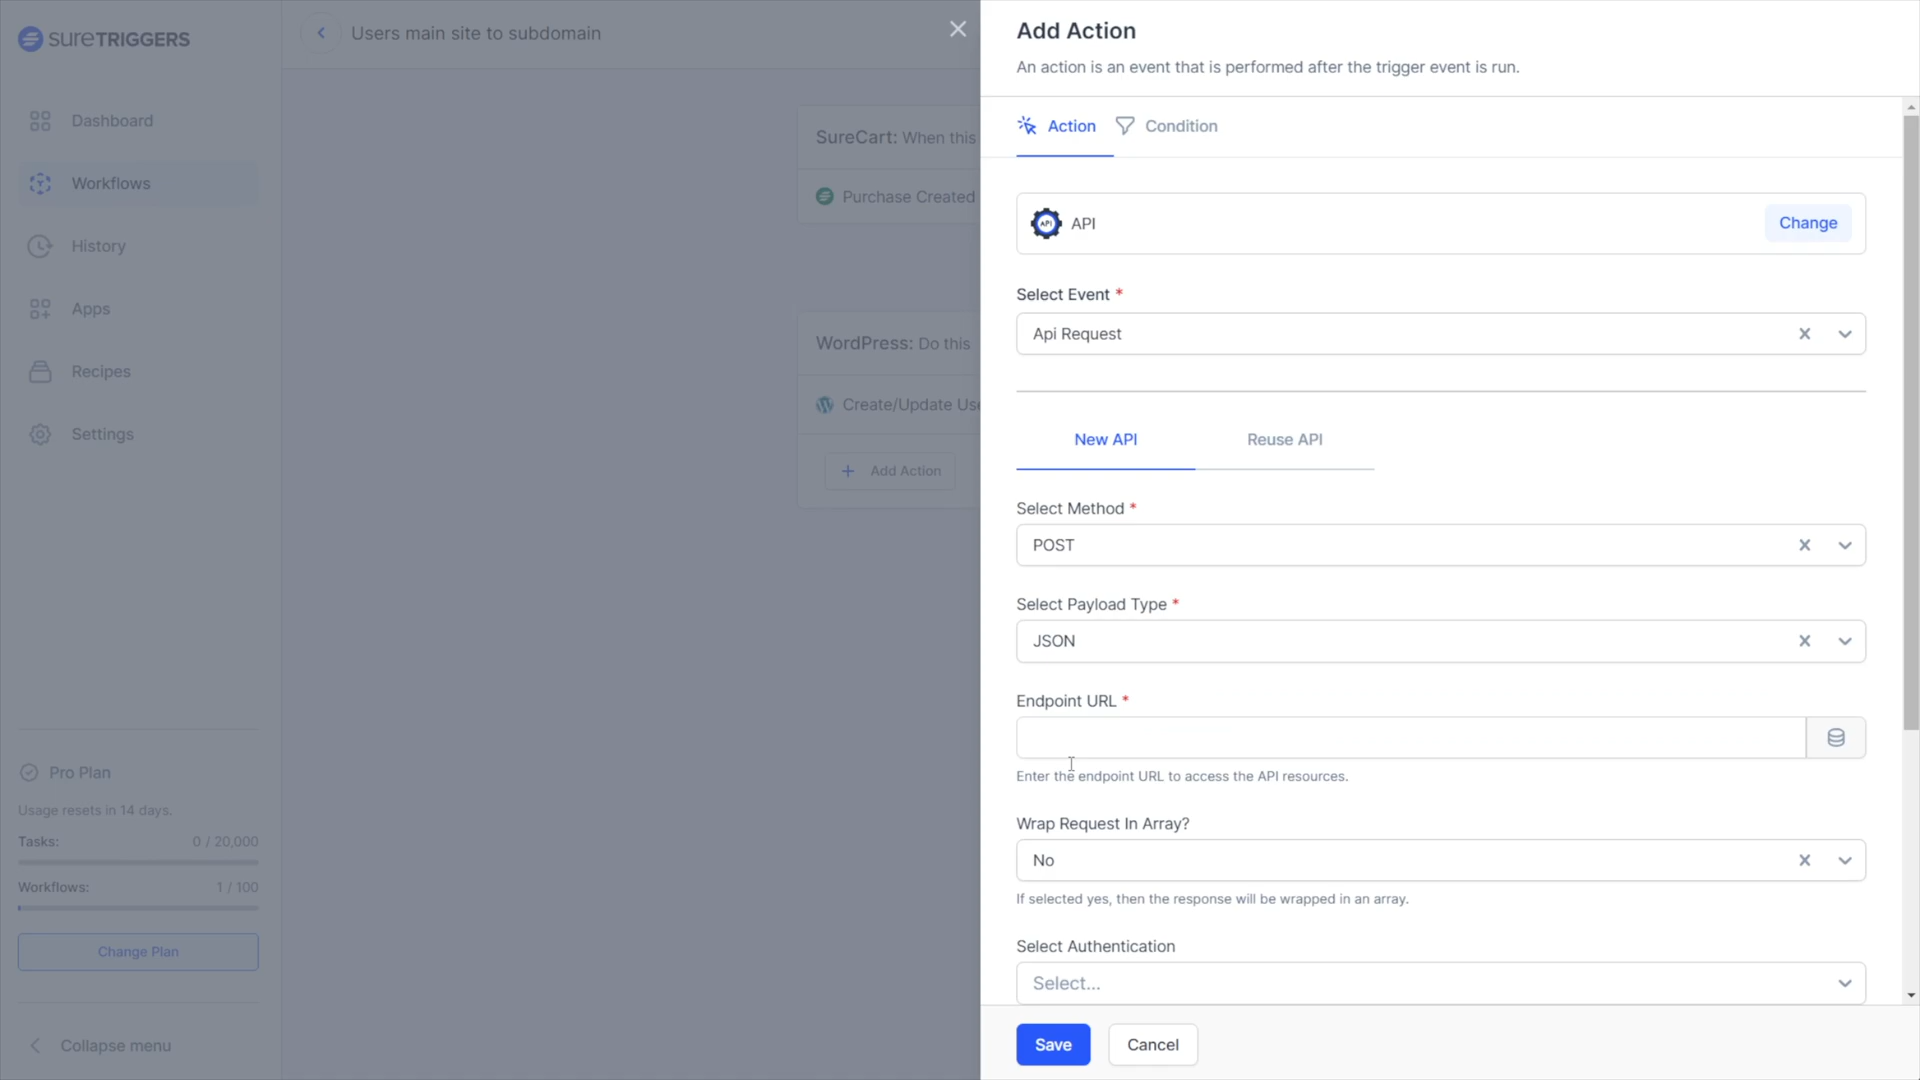 sureTRIGGERS
Dashboard
Workflows
History
Apps
Recipes
Settings
Pro Plan
Usage resets in 14 days.
Tasks: 0 / 20,000
Workflows: 1 / 100
Change Plan
Collapse menu
Users main site to subdomain
SureCart: When this
Purchase Created
WordPress: Do this
Create/Update Use
Add Action
Add Action
An action is an event that is performed after the trigger event is run.
Action Condition
API API Change
Select Event *
Api Request
New API Reuse API
Select Method *
POST
Select Payload Type *
JSON
Endpoint URL *
Enter the endpoint URL to access the API resources.
Wrap Request In Array?
No
If selected yes, then the response will be wrapped in an array.
Select Authentication
Select...
Save Cancel